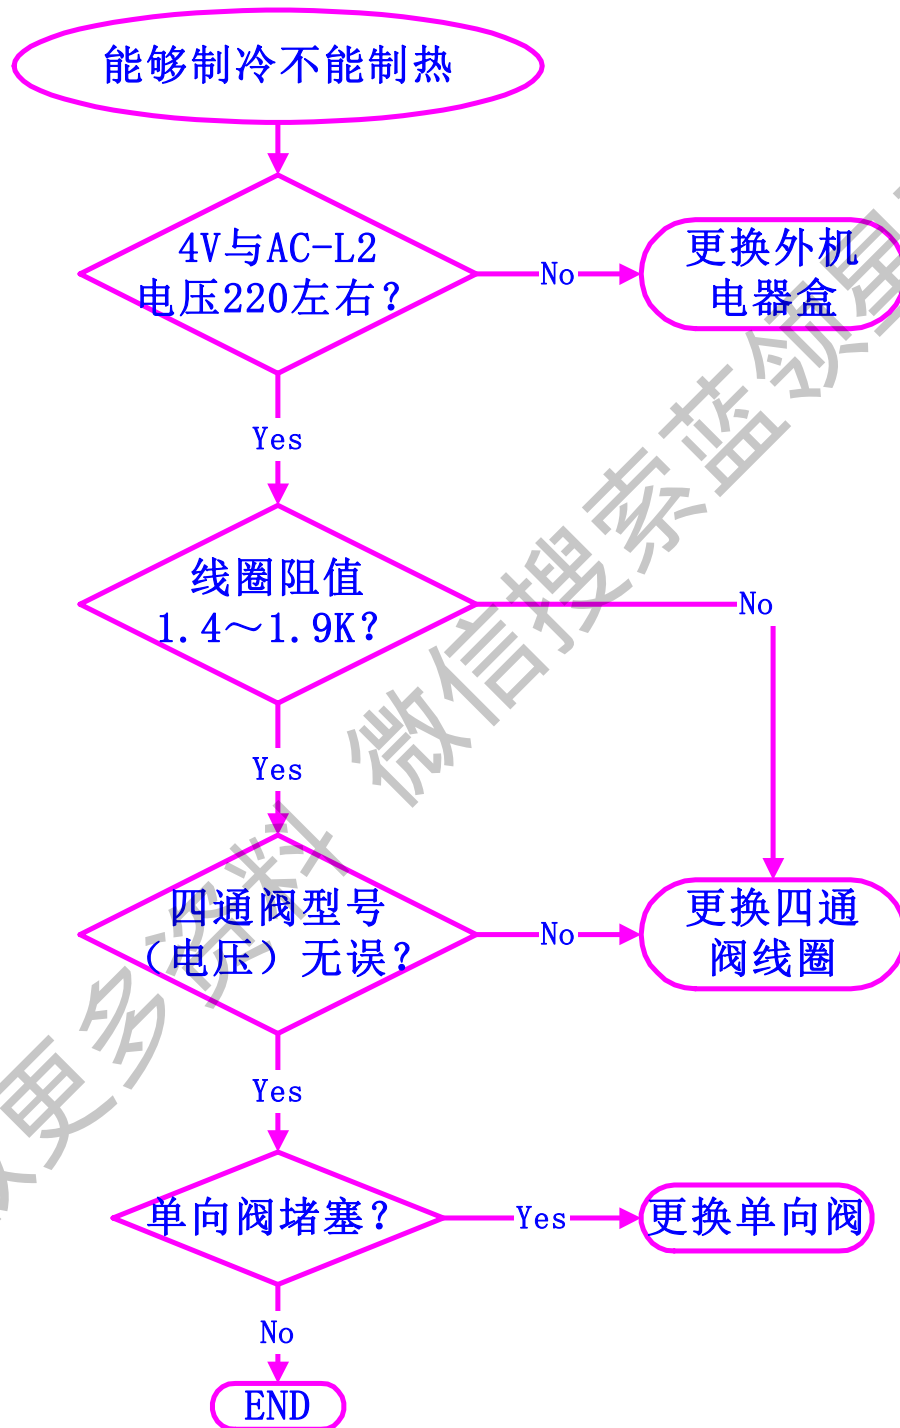 能够制冷不能制热
4V与AC-L2
电压220左右?
No
更换外机
电器盒
Yes
线圈阻值
1.4～1.9K?
No
Yes
四通阀型号
（电压）无误?
No
更换四通
阀线圈
Yes
单向阀堵塞?
Yes
更换单向阀
No
END
更多资料 微信搜索蓝领星